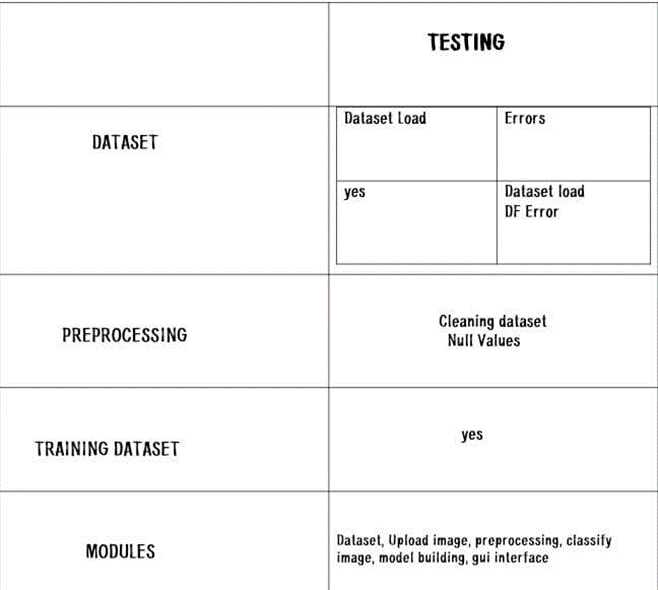 TESTING
DATASET
Dataset Load
Errors
yes
Dataset load
DF Error
PREPROCESSING
Cleaning dataset
Null Values
TRAINING DATASET
yes
MODULES
Dataset, Upload image, preprocessing, classify
image, model building, gui interface